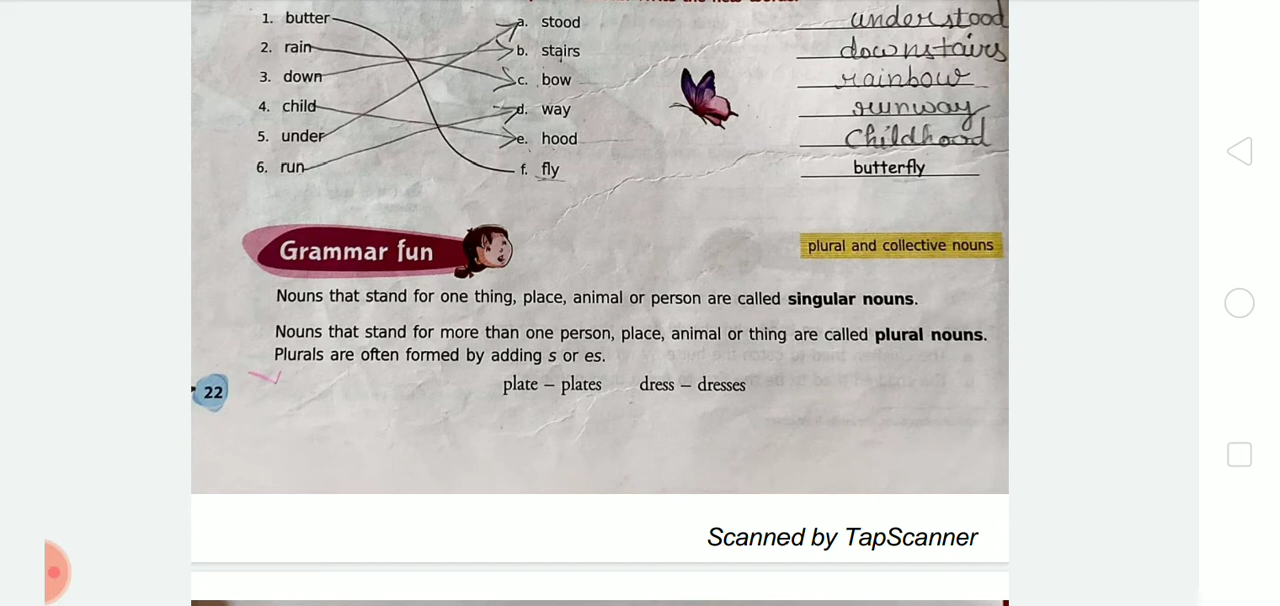 1. butter a. stood understood
2. rain b. stairs downstairs
3. down c. bow rainbow
4. child d. way runway
5. under e. hood Childhood
6. run f. fly butterfly
Grammar fun
plural and collective nouns
Nouns that stand for one thing, place, animal or person are called singular nouns.
Nouns that stand for more than one person, place, animal or thing are called plural nouns.
Plurals are often formed by adding s or es.
22
plate – plates dress – dresses
Scanned by TapScanner